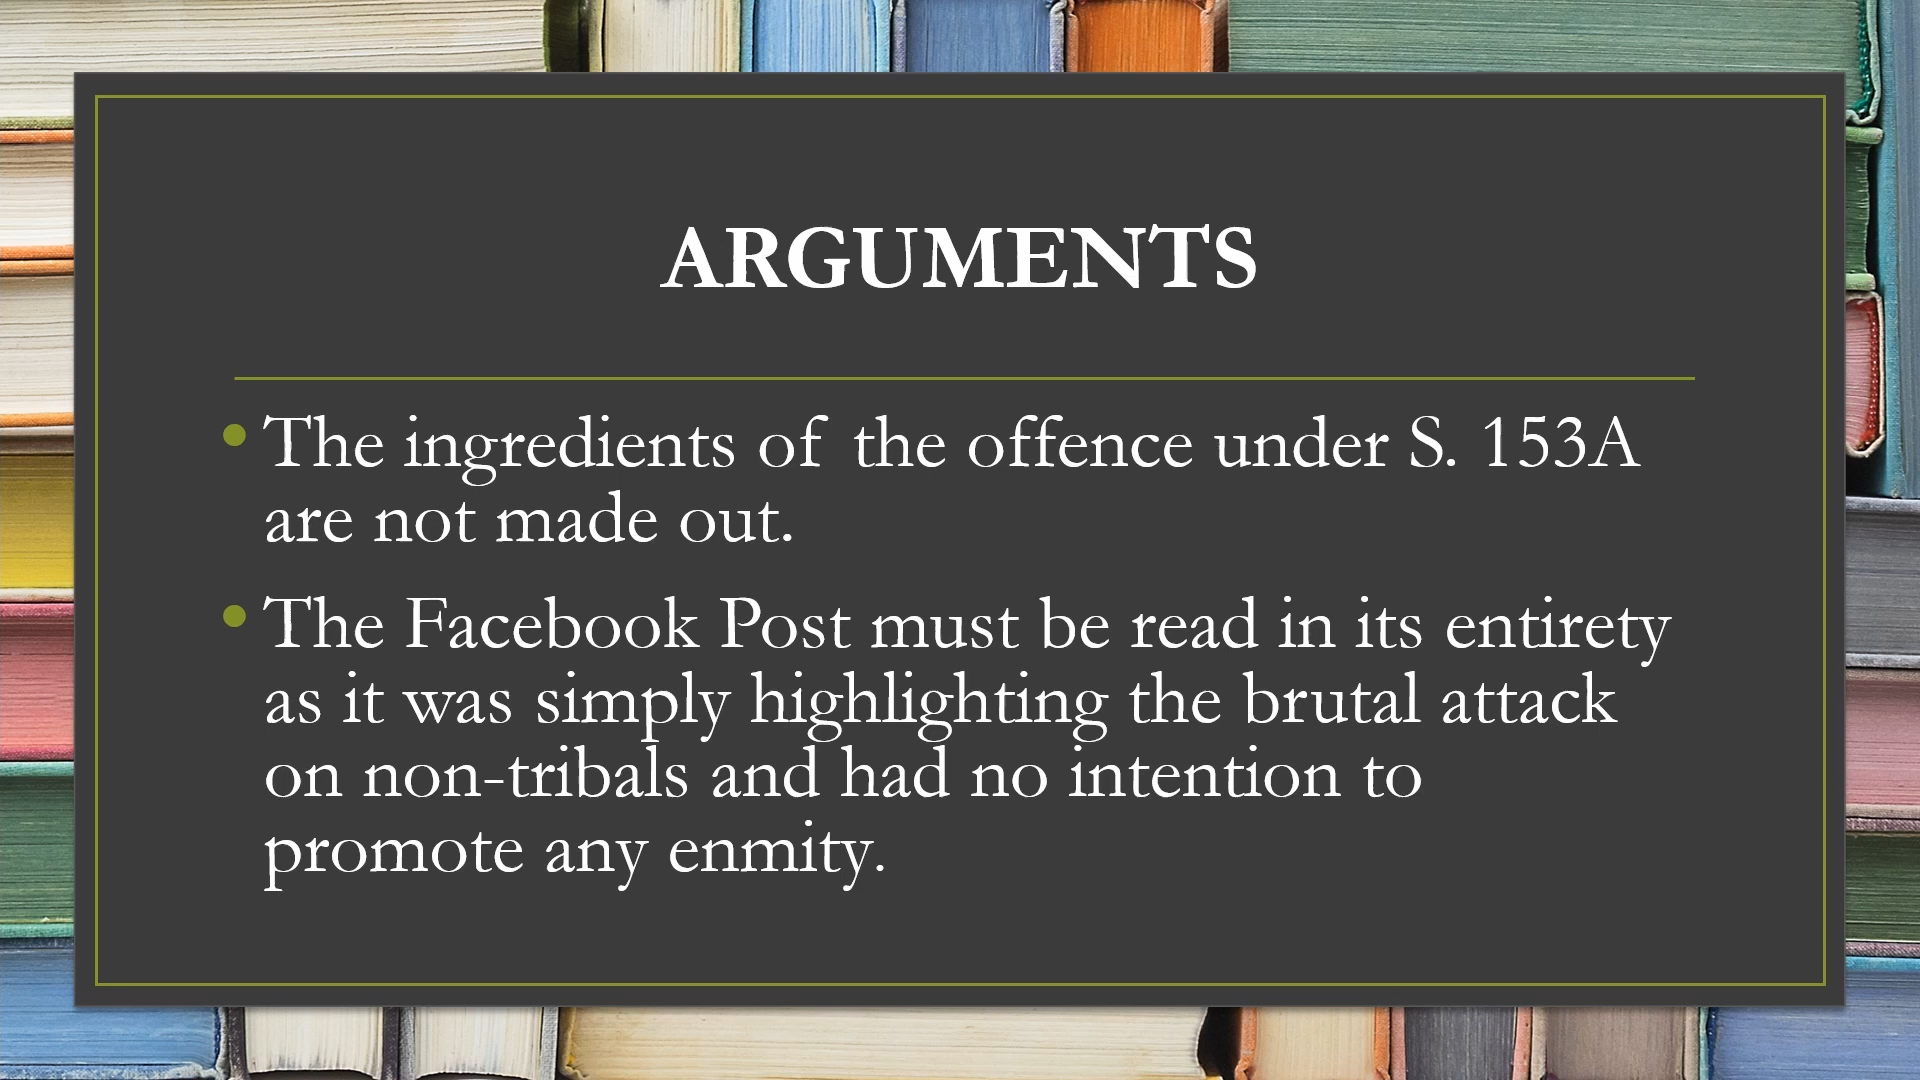 ARGUMENTS
• The ingredients of the offence under S. 153A
are not made out.
• The Facebook Post must be read in its entirety
as it was simply highlighting the brutal attack
on non-tribals and had no intention to
promote any enmity.